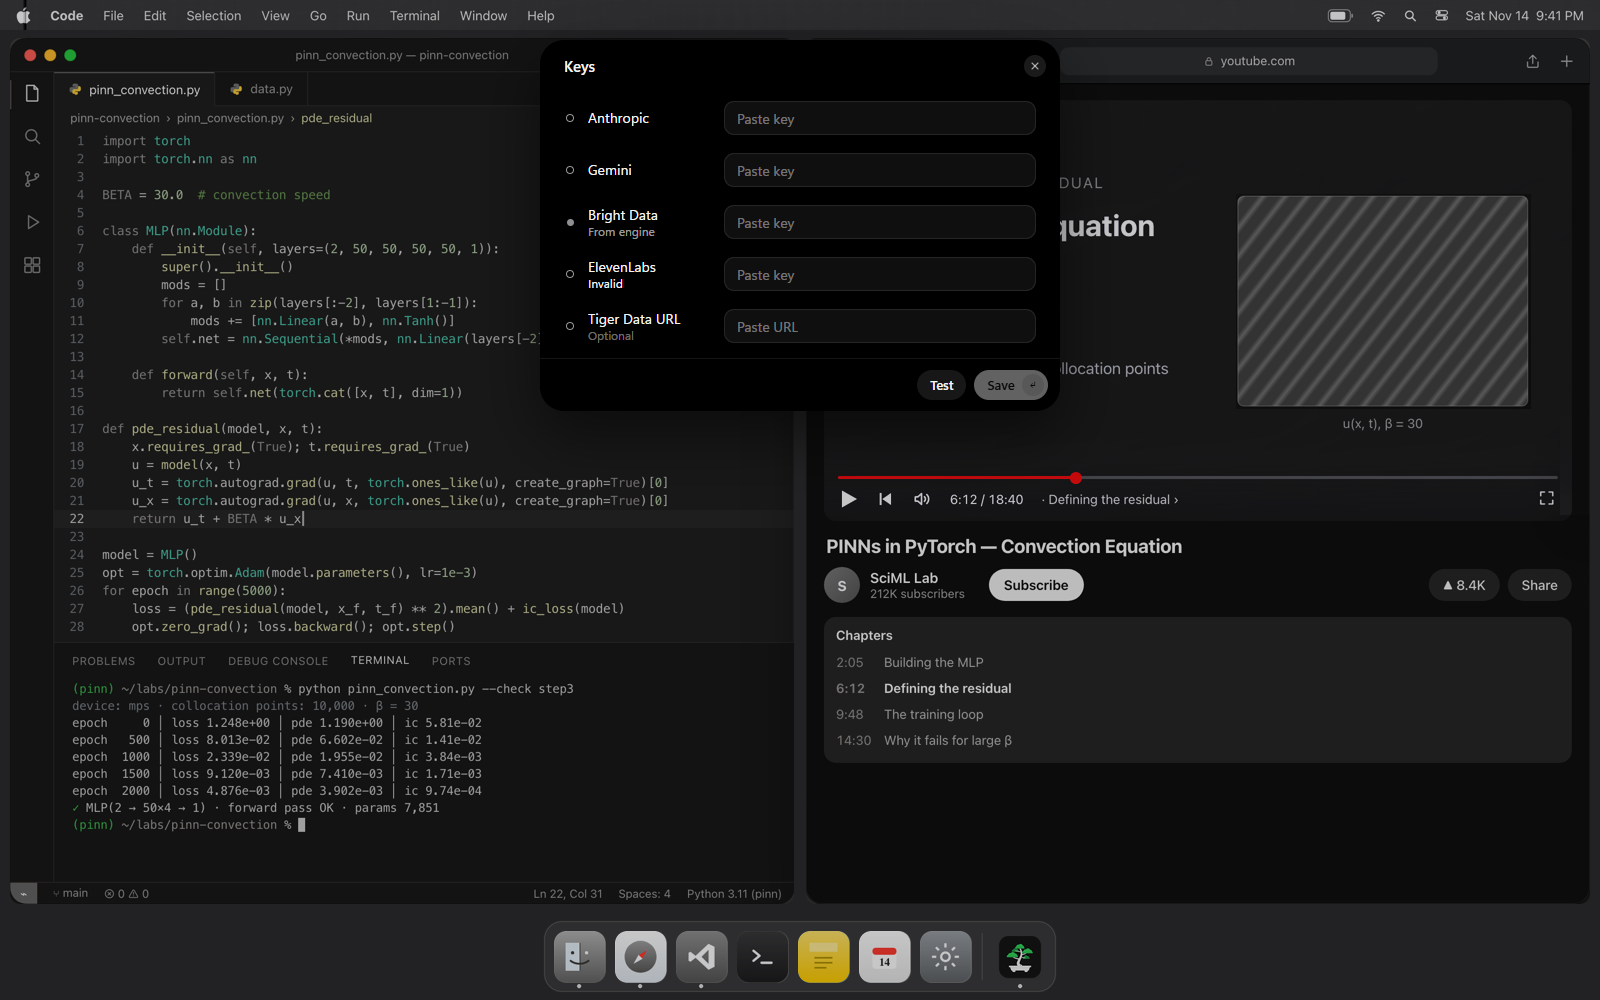 Code File Edit Selection View Go Run Terminal Window Help
Sat Nov 14 9:41 PM
pinn_convection.py — pinn-convection
pinn_convection.py
data.py
pinn-convection › pinn_convection.py › pde_residual
1 import torch
2 import torch.nn as nn
3
4 BETA = 30.0 # convection speed
5
6 class MLP(nn.Module):
7 def __init__(self, layers=(2, 50, 50, 50, 50, 1)):
8 super().__init__()
9 mods = []
10 for a, b in zip(layers[:-2], layers[1:-1]):
11 mods += [nn.Linear(a, b), nn.Tanh()]
12 self.net = nn.Sequential(*mods, nn.Linear(layers[-2]
13
14 def forward(self, x, t):
15 return self.net(torch.cat([x, t], dim=1))
16
17 def pde_residual(model, x, t):
18 x.requires_grad_(True); t.requires_grad_(True)
19 u = model(x, t)
20 u_t = torch.autograd.grad(u, t, torch.ones_like(u), create_graph=True)[0]
21 u_x = torch.autograd.grad(u, x, torch.ones_like(u), create_graph=True)[0]
22 return u_t + BETA * u_x
23
24 model = MLP()
25 opt = torch.optim.Adam(model.parameters(), lr=1e-3)
26 for epoch in range(5000):
27 loss = (pde_residual(model, x_f, t_f) ** 2).mean() + ic_loss(model)
28 opt.zero_grad(); loss.backward(); opt.step()
PROBLEMS OUTPUT DEBUG CONSOLE TERMINAL PORTS
(pinn) ~/labs/pinn-convection % python pinn_convection.py --check step3
device: mps · collocation points: 10,000 · β = 30
epoch 0 | loss 1.248e+00 | pde 1.190e+00 | ic 5.81e-02
epoch 500 | loss 8.013e-02 | pde 6.602e-02 | ic 1.41e-02
epoch 1000 | loss 2.339e-02 | pde 1.955e-02 | ic 3.84e-03
epoch 1500 | loss 9.120e-03 | pde 7.410e-03 | ic 1.71e-03
epoch 2000 | loss 4.876e-03 | pde 3.902e-03 | ic 9.74e-04
✓ MLP(2 → 50×4 → 1) · forward pass OK · params 7,851
(pinn) ~/labs/pinn-convection %
main 0 0 Ln 22, Col 31 Spaces: 4 Python 3.11 (pinn)
Keys
Anthropic
Paste key
Gemini
Paste key
Bright Data
From engine
Paste key
ElevenLabs
Invalid
Paste key
Tiger Data URL
Optional
Paste URL
Test
Save
youtube.com
DUAL
quation
llocation points
u(x, t), β = 30
6:12 / 18:40 · Defining the residual ›
PINNs in PyTorch — Convection Equation
S
SciML Lab
212K subscribers
Subscribe
8.4K
Share
Chapters
2:05 Building the MLP
6:12 Defining the residual
9:48 The training loop
14:30 Why it fails for large β
14